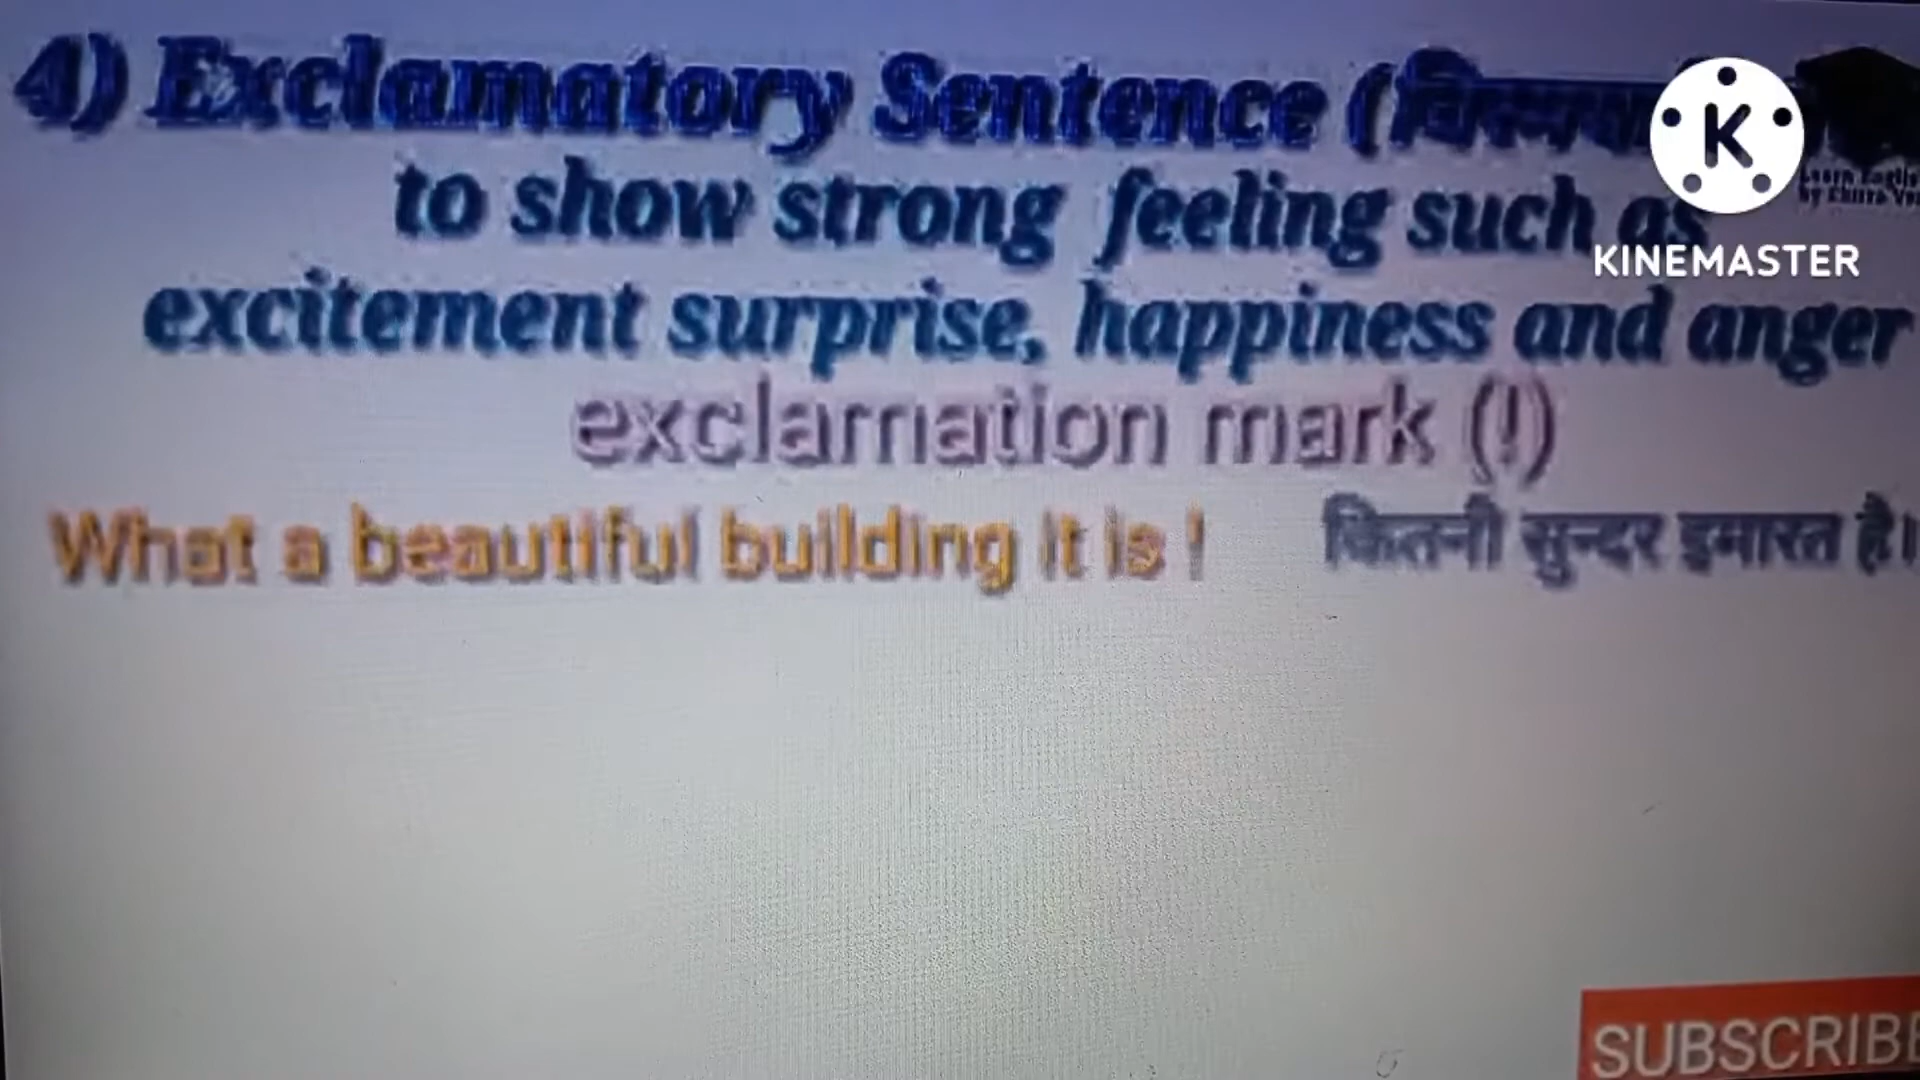 4) Exclamatory Sentence (
to show strong feeling such as
excitement surprise, happiness and anger
exclamation mark (!)
What a beautiful building it is ! कितनी सुन्दर इमारत है।
K
KINEMASTER
SUBSCRIBE